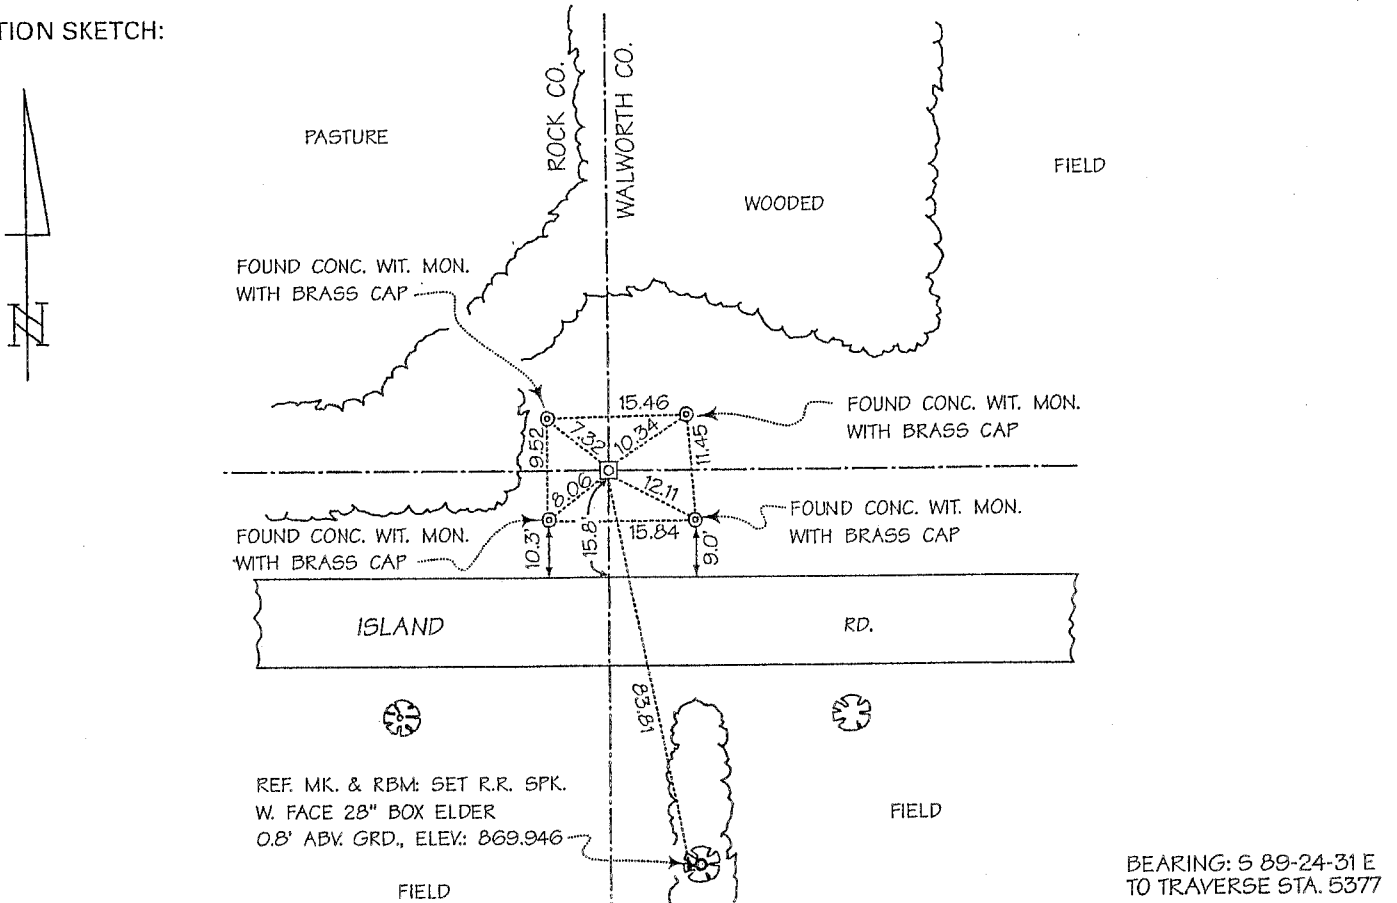 TION SKETCH:
N
PASTURE
ROCK CO.
WALWORTH CO.
WOODED
FIELD
FOUND CONC. WIT. MON.
WITH BRASS CAP
15.46
FOUND CONC. WIT. MON.
WITH BRASS CAP
9.52
7.32
10.34
11.45
8.06
12.11
FOUND CONC. WIT. MON.
WITH BRASS CAP
FOUND CONC. WIT. MON.
WITH BRASS CAP
10.3'
15.8'
15.84
9.0'
ISLAND RD.
83.81
REF. MK. & RBM: SET R.R. SPK.
W. FACE 28" BOX ELDER
0.8' ABV. GRD., ELEV.: 869.946
FIELD
FIELD
BEARING: S 89-24-31 E
TO TRAVERSE STA. 5377